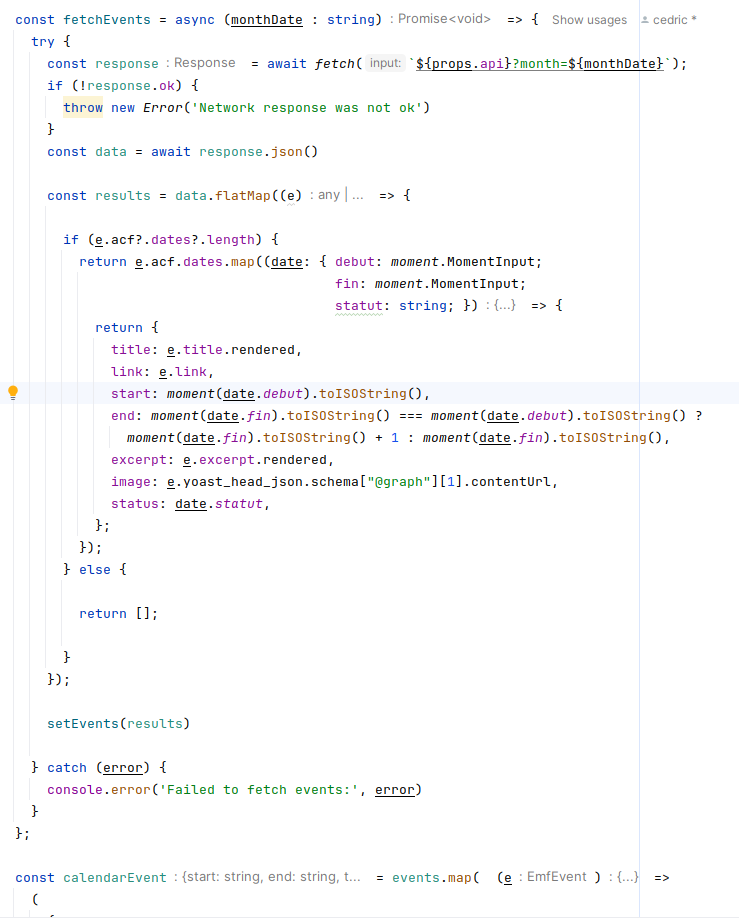 const fetchEvents = async (monthDate : string) : Promise<void> => { Show usages cedric *
try {
const response : Response = await fetch( input: `${props.api}?month=${monthDate}`);
if (!response.ok) {
throw new Error('Network response was not ok')
}
const data = await response.json()
const results = data.flatMap((e) : any | ... => {
if (e.acf?.dates?.length) {
return e.acf.dates.map((date: { debut: moment.MomentInput;
fin: moment.MomentInput;
statut: string; }) : {...} => {
return {
title: e.title.rendered,
link: e.link,
start: moment(date.debut).toISOString(),
end: moment(date.fin).toISOString() === moment(date.debut).toISOString() ?
moment(date.fin).toISOString() + 1 : moment(date.fin).toISOString(),
excerpt: e.excerpt.rendered,
image: e.yoast_head_json.schema["@graph"][1].contentUrl,
status: date.statut,
};
});
} else {
return [];
}
});
setEvents(results)
} catch (error) {
console.error('Failed to fetch events:', error)
}
};
const calendarEvent : {start: string, end: string, t... = events.map( (e : EmfEvent ) : {...} =>
(